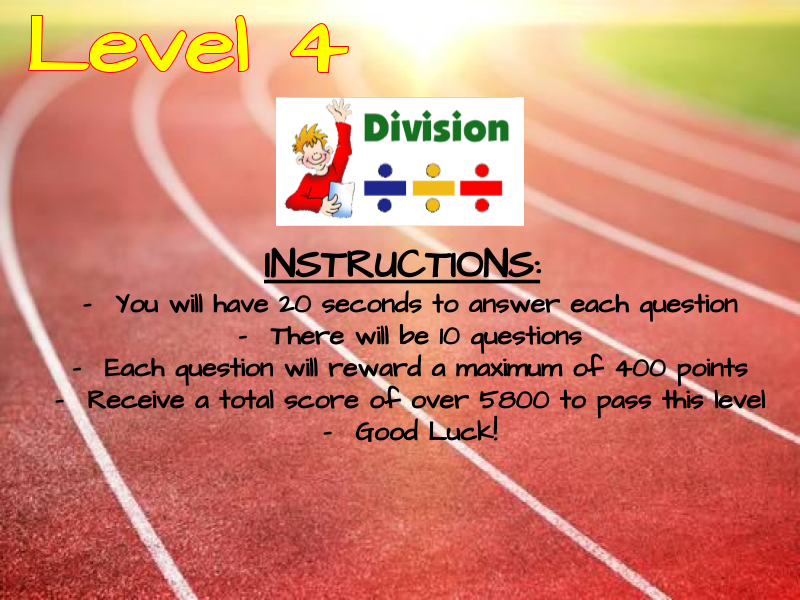 Level 4
Division
INSTRUCTIONS:
- You will have 20 seconds to answer each question
- There will be 10 questions
- Each question will reward a maximum of 400 points
- Receive a total score of over 5800 to pass this level
- Good Luck!